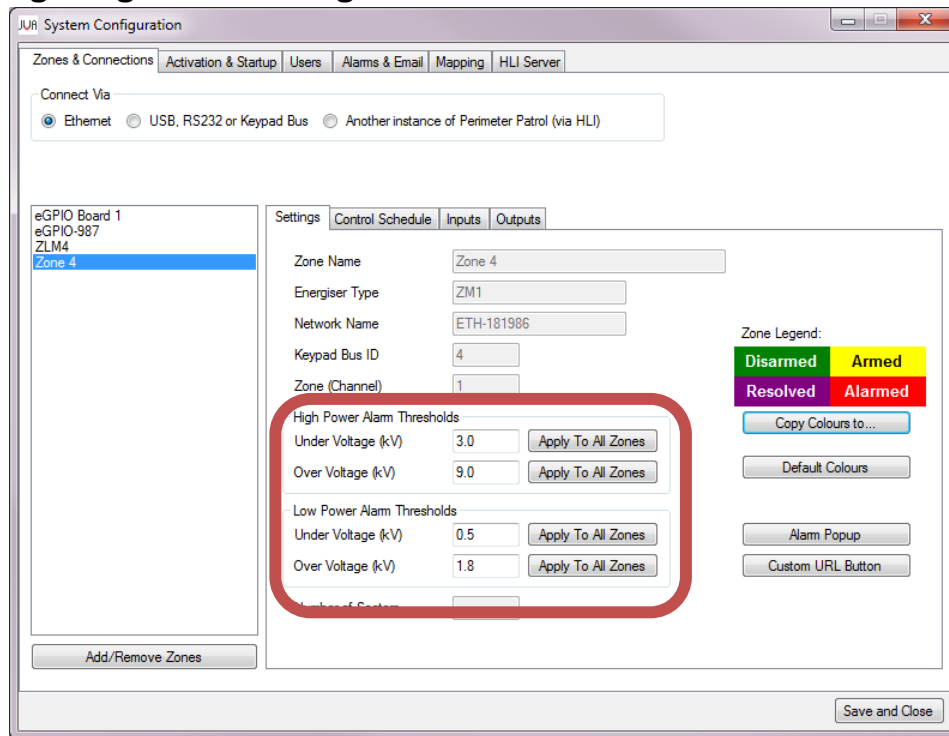 JVA System Configuration
Zones & Connections Activation & Startup Users Alarms & Email Mapping HLI Server
Connect Via
Ethernet USB, RS232 or Keypad Bus Another instance of Perimeter Patrol (via HLI)
eGPIO Board 1
eGPIO-987
ZLM4
Zone 4
Settings Control Schedule Inputs Outputs
Zone Name Zone 4
Energiser Type ZM1
Network Name ETH-181986
Keypad Bus ID 4
Zone (Channel) 1
High Power Alarm Thresholds
Under Voltage (kV) 3.0 Apply To All Zones
Over Voltage (kV) 9.0 Apply To All Zones
Low Power Alarm Thresholds
Under Voltage (kV) 0.5 Apply To All Zones
Over Voltage (kV) 1.8 Apply To All Zones
Zone Legend:
Disarmed Armed
Resolved Alarmed
Copy Colours to...
Default Colours
Alarm Popup
Custom URL Button
Add/Remove Zones
Save and Close